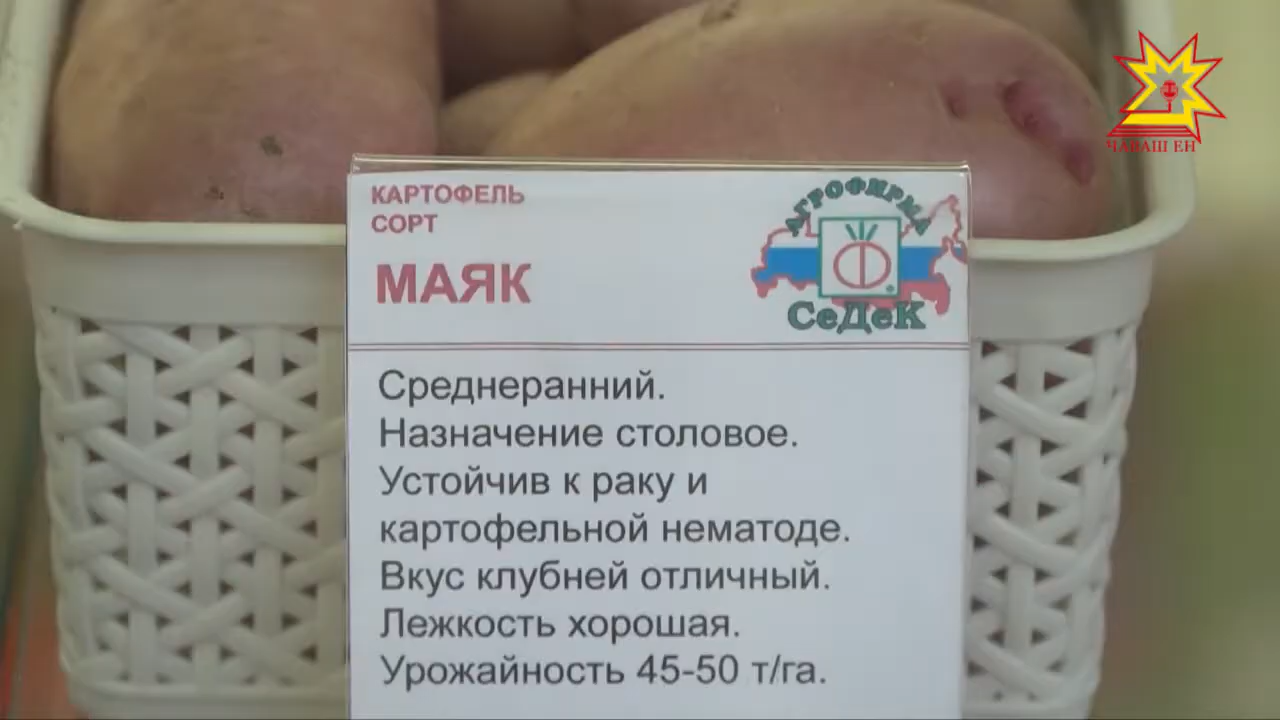 ЧĂВАШ ЕН
КАРТОФЕЛЬ
СОРТ
МАЯК
АГРОФИРМА
СеДеК
Среднеранний.
Назначение столовое.
Устойчив к раку и
картофельной нематоде.
Вкус клубней отличный.
Лежкость хорошая.
Урожайность 45-50 т/га.